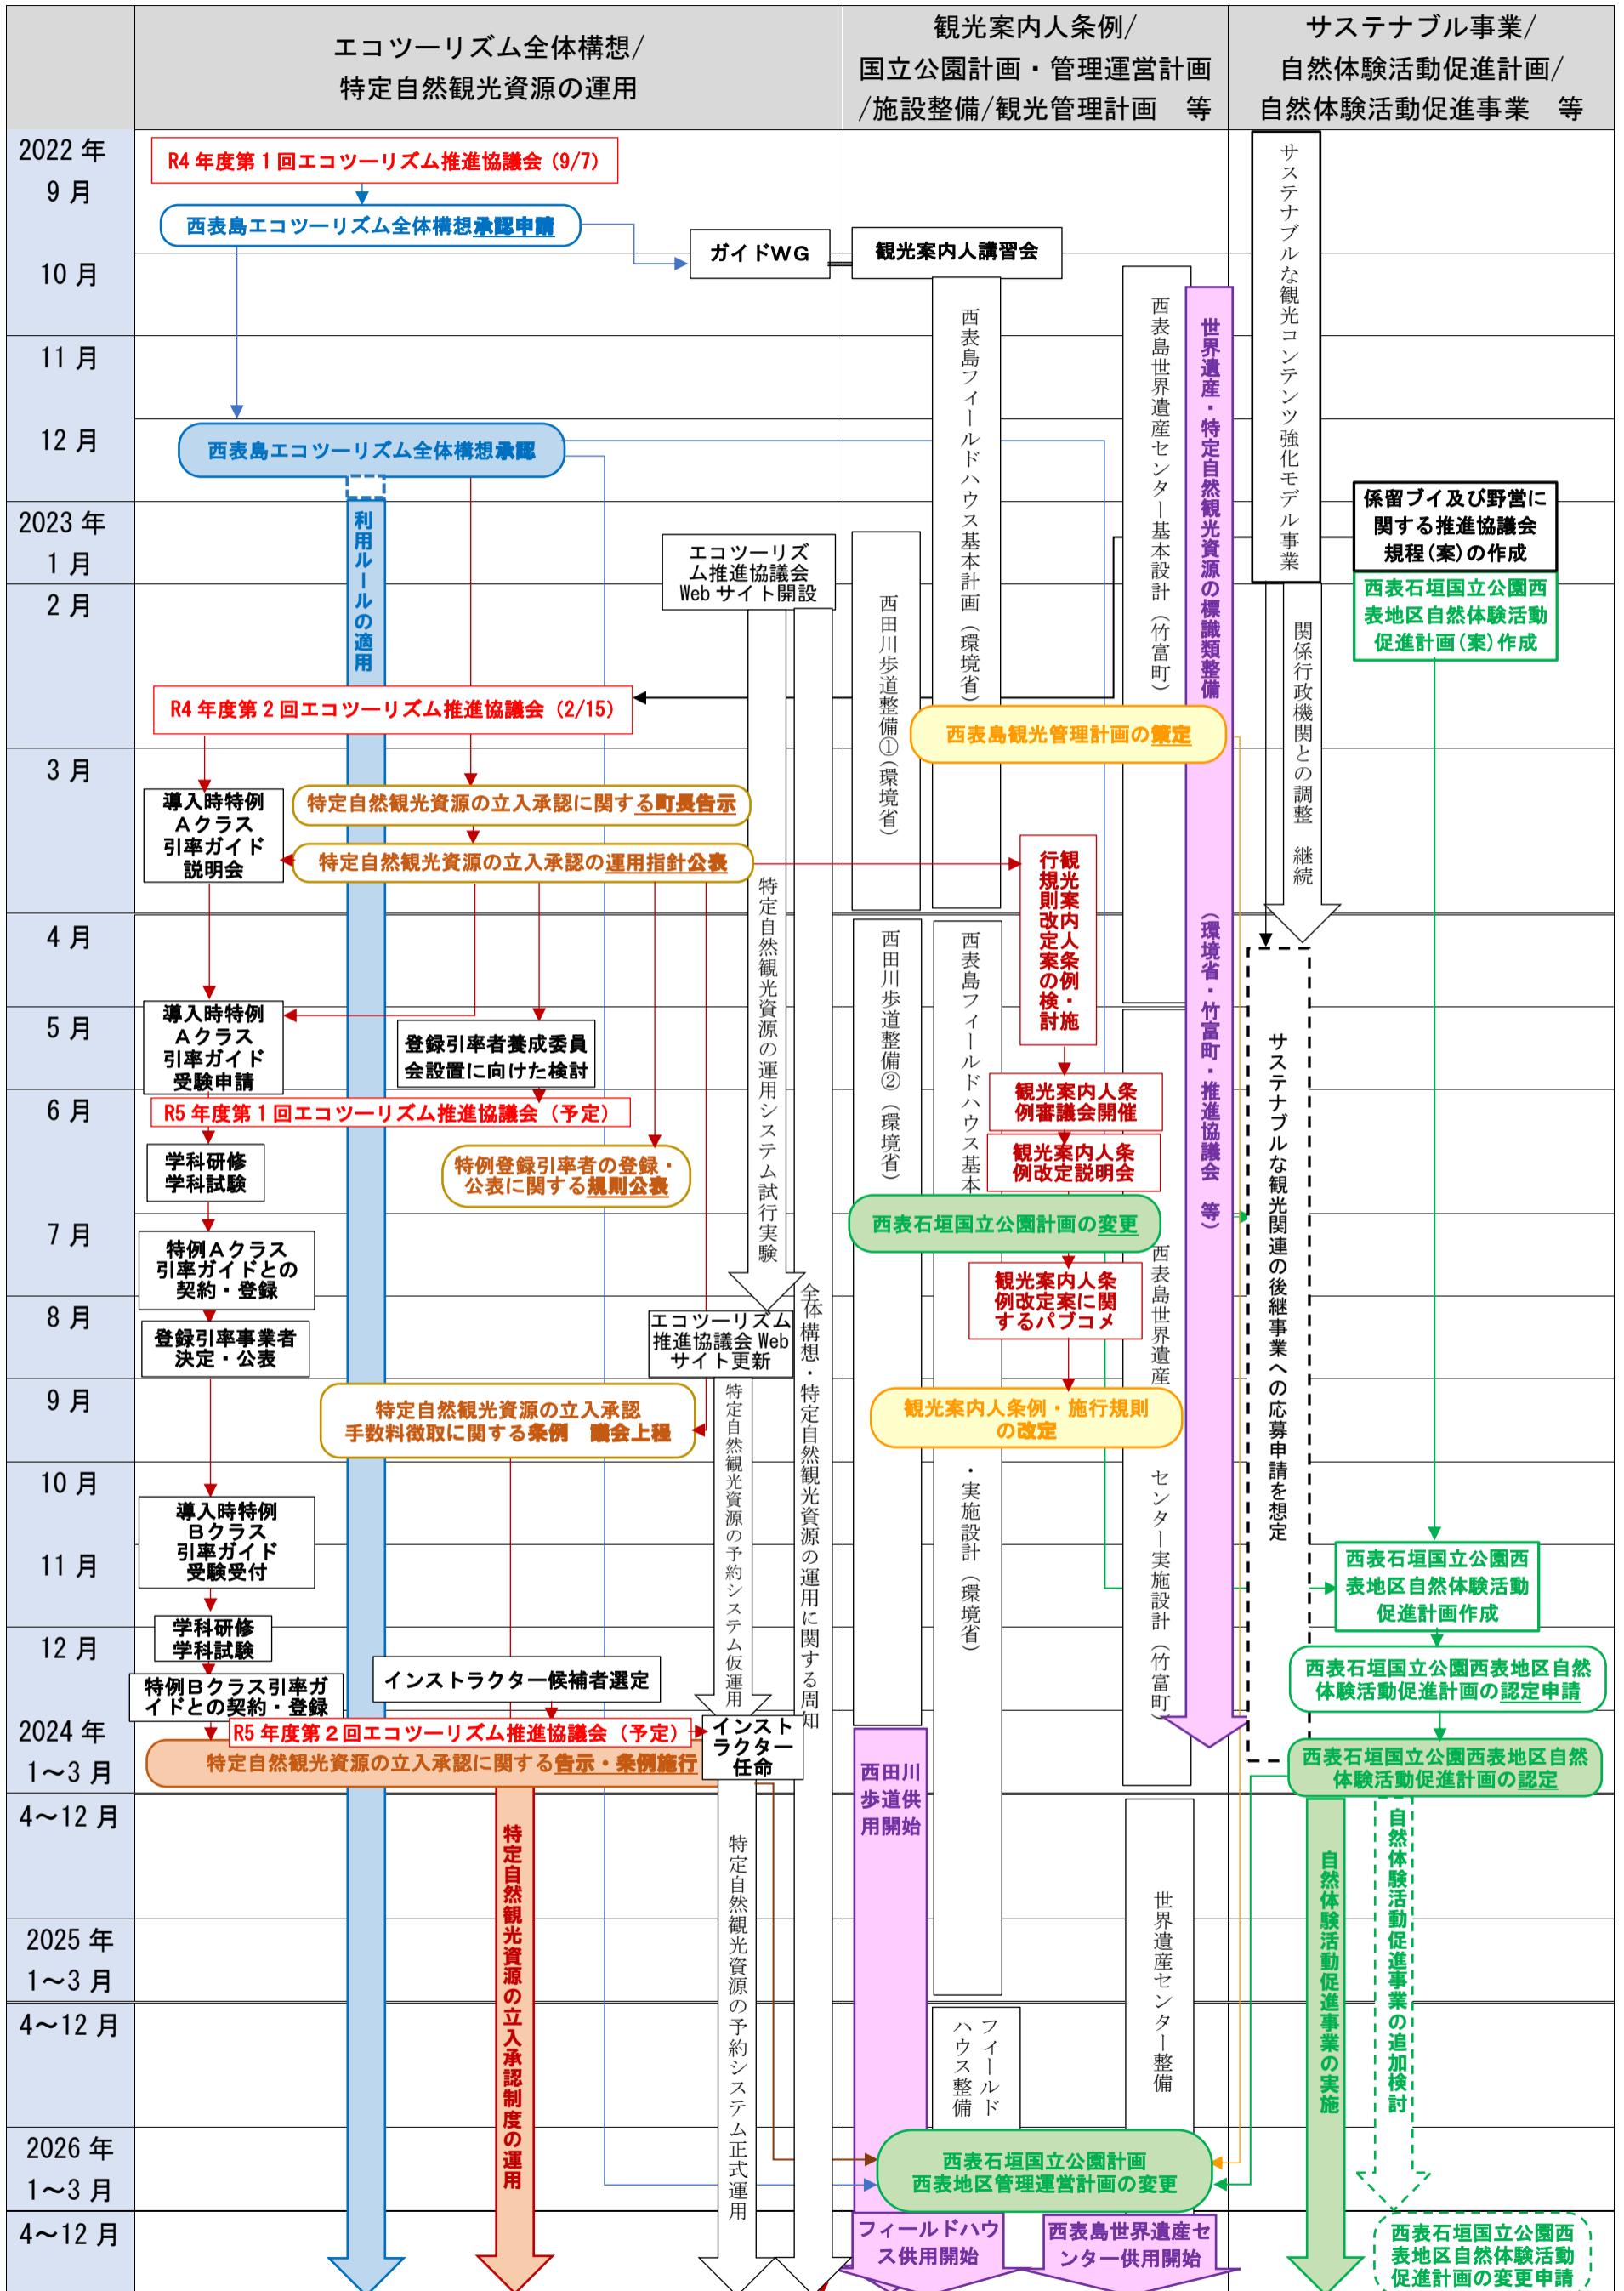 エコツーリズム全体構想/
特定自然観光資源の運用
観光案内人条例/
国立公園計画・管理運営計画
/施設整備/観光管理計画　等
サステナブル事業/
自然体験活動促進計画/
自然体験活動促進事業　等
2022 年
9 月
10 月
11 月
12 月
2023 年
1 月
2 月
3 月
4 月
5 月
6 月
7 月
8 月
9 月
10 月
11 月
12 月
2024 年
1～3 月
4～12 月
2025 年
1～3 月
4～12 月
2026 年
1～3 月
4～12 月
R4 年度第 1 回エコツーリズム推進協議会（9/7）
西表島エコツーリズム全体構想承認申請
ガイドWG
西表島エコツーリズム全体構想承認
利用ルールの適用
エコツーリズ
ム推進協議会
Web サイト開設
R4 年度第 2 回エコツーリズム推進協議会（2/15）
導入時特例
Aクラス
引率ガイド
説明会
特定自然観光資源の立入承認に関する町長告示
特定自然観光資源の立入承認の運用指針公表
特定自然観光資源の運用システム試行実験
導入時特例
Aクラス
引率ガイド
受験申請
登録引率者養成委員
会設置に向けた検討
R5 年度第 1 回エコツーリズム推進協議会（予定）
学科研修
学科試験
特例登録引率者の登録・
公表に関する規則公表
特例Aクラス
引率ガイドとの
契約・登録
登録引率事業者
決定・公表
エコツーリズム
推進協議会 Web
サイト更新
全体構想・特定自然観光資源の運用に関する周知
特定自然観光資源の立入承認
手数料徴収に関する条例　議会上程
特定自然観光資源の予約システム仮運用
導入時特例
Bクラス
引率ガイド
受験受付
学科研修
学科試験
特例Bクラス引率ガ
イドとの契約・登録
インストラクター候補者選定
R5 年度第２回エコツーリズム推進協議会（予定）
インスト
ラクター
任命
特定自然観光資源の立入承認に関する告示・条例施行
特定自然観光資源の立入承認制度の運用
特定自然観光資源の予約システム正式運用
観光案内人講習会
西表島フィールドハウス基本計画（環境省）
西表島世界遺産センター基本設計（竹富町）
世界遺産・特定自然観光資源の標識類整備
（環境省・竹富町・推進協議会　等）
西田川歩道整備①(環境省)
西表島観光管理計画の策定
観光案内人条例・施
行規則改定案の検討
西田川歩道整備②（環境省）
西表島フィールドハウス基本
・実施設計（環境省）
観光案内人条
例審議会開催
観光案内人条
例改定説明会
西表石垣国立公園計画の変更
観光案内人条
例改定案に関
するパブコメ
西表島世界遺産
センター実施設計（竹富町）
観光案内人条例・施行規則
の改定
西田川
歩道供
用開始
世界遺産センター整備
フィールド
ハウス整備
西表石垣国立公園計画
西表地区管理運営計画の変更
フィールドハウ
ス供用開始
西表島世界遺産セ
ンター供用開始
サステナブルな観光コンテンツ強化モデル事業
係留ブイ及び野営に
関する推進協議会
規程(案)の作成
西表石垣国立公園西
表地区自然体験活動
促進計画(案)作成
関係行政機関との調整　継続
サステナブルな観光関連の後継事業への応募申請を想定
西表石垣国立公園西
表地区自然体験活動
促進計画作成
西表石垣国立公園西表地区自然
体験活動促進計画の認定申請
西表石垣国立公園西表地区自然
体験活動促進計画の認定
自然体験活動促進事業の実施
自然体験活動促進事業の追加検討
西表石垣国立公園西
表地区自然体験活動
促進計画の変更申請